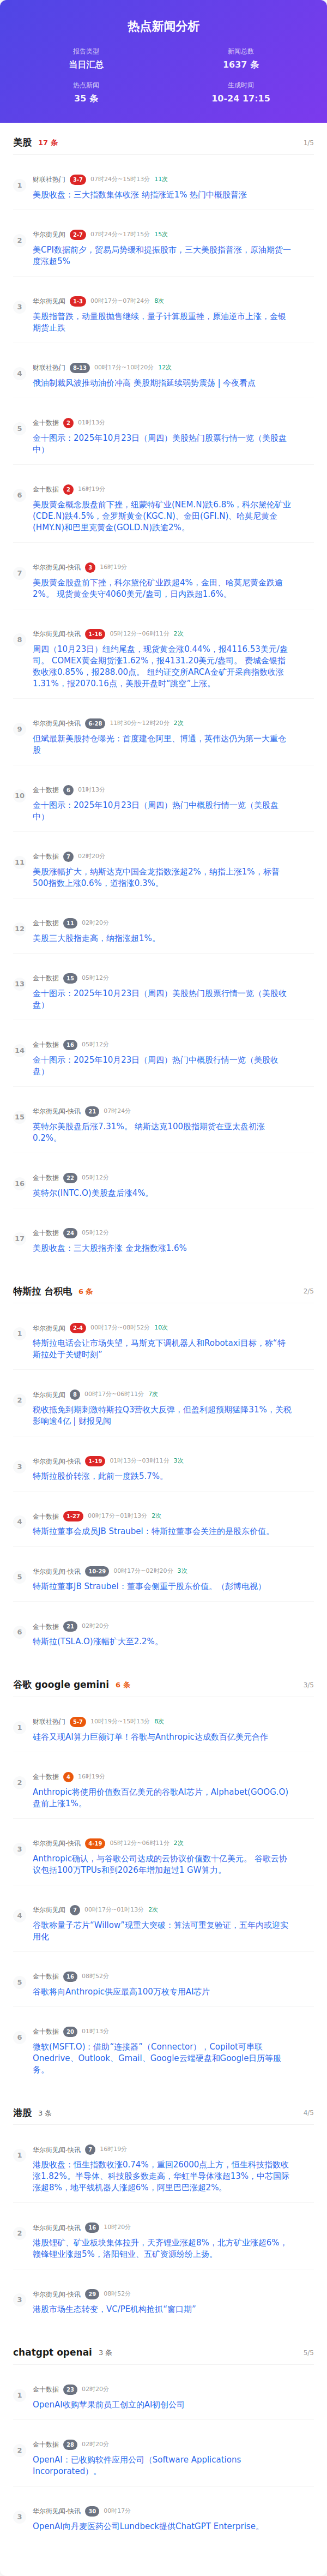 热点新闻分析
报告类型
当日汇总
新闻总数
1637 条
热点新闻
35 条
生成时间
10-24 17:15
美股 17 条 1/5
1
财联社热门 3-7 07时24分~15时13分 11次
美股收盘：三大指数集体收涨 纳指涨近1% 热门中概股普涨
2
华尔街见闻 2-7 07时24分~17时15分 15次
美CPI数据前夕，贸易局势缓和提振股市，三大美股指普涨，原油期货一
度涨超5%
3
华尔街见闻 1-3 00时17分~07时24分 8次
美股指普跌，动量股抛售继续，量子计算股重挫，原油逆市上涨，金银
期货止跌
4
财联社热门 8-13 00时17分~10时20分 12次
俄油制裁风波推动油价冲高 美股期指延续弱势震荡 | 今夜看点
5
金十数据 2 01时13分
金十图示：2025年10月23日（周四）美股热门股票行情一览（美股盘
中）
6
金十数据 2 16时19分
美股黄金概念股盘前下挫，纽蒙特矿业(NEM.N)跌6.8%，科尔黛伦矿业
(CDE.N)跌4.5%，金罗斯黄金(KGC.N)、金田(GFI.N)、哈莫尼黄金
(HMY.N)和巴里克黄金(GOLD.N)跌逾2%。
7
华尔街见闻-快讯 3 16时19分
美股黄金股盘前下挫，科尔黛伦矿业跌超4%，金田、哈莫尼黄金跌逾
2%。 现货黄金失守4060美元/盎司，日内跌超1.6%。
8
华尔街见闻-快讯 1-16 05时12分~06时11分 2次
周四（10月23日）纽约尾盘，现货黄金涨0.44%，报4116.53美元/盎
司。 COMEX黄金期货涨1.62%，报4131.20美元/盎司。 费城金银指
数收涨0.85%，报288.00点。 纽约证交所ARCA金矿开采商指数收涨
1.31%，报2070.16点，美股开盘时“跳空”上涨。
9
华尔街见闻-快讯 6-28 11时30分~12时20分 2次
但斌最新美股持仓曝光：首度建仓阿里、博通，英伟达仍为第一大重仓
股
10
金十数据 6 01时13分
金十图示：2025年10月23日（周四）热门中概股行情一览（美股盘
中）
11
金十数据 7 02时20分
美股涨幅扩大，纳斯达克中国金龙指数涨超2%，纳指上涨1%，标普
500指数上涨0.6%，道指涨0.3%。
12
金十数据 11 02时20分
美股三大股指走高，纳指涨超1%。
13
金十数据 15 05时12分
金十图示：2025年10月23日（周四）美股热门股票行情一览（美股收
盘）
14
金十数据 16 05时12分
金十图示：2025年10月23日（周四）热门中概股行情一览（美股收
盘）
15
华尔街见闻-快讯 21 07时24分
英特尔美股盘后涨7.31%。 纳斯达克100股指期货在亚太盘初涨
0.2%。
16
金十数据 22 05时12分
英特尔(INTC.O)美股盘后涨4%。
17
金十数据 24 05时12分
美股收盘：三大股指齐涨 金龙指数涨1.6%
特斯拉 台积电 6 条 2/5
1
华尔街见闻 2-4 00时17分~08时52分 10次
特斯拉电话会让市场失望，马斯克下调机器人和Robotaxi目标，称“特
斯拉处于关键时刻”
2
华尔街见闻 8 00时17分~06时11分 7次
税收抵免到期刺激特斯拉Q3营收大反弹，但盈利超预期猛降31%，关税
影响逾4亿 | 财报见闻
3
华尔街见闻-快讯 1-19 01时13分~03时11分 3次
特斯拉股价转涨，此前一度跌5.7%。
4
金十数据 1-27 00时17分~01时13分 2次
特斯拉董事会成员JB Straubel：特斯拉董事会关注的是股东价值。
5
华尔街见闻-快讯 10-29 00时17分~02时20分 3次
特斯拉董事JB Straubel：董事会侧重于股东价值。（彭博电视）
6
金十数据 21 02时20分
特斯拉(TSLA.O)涨幅扩大至2.2%。
谷歌 google gemini 6 条 3/5
1
财联社热门 5-7 10时19分~15时13分 8次
硅谷又现AI算力巨额订单！谷歌与Anthropic达成数百亿美元合作
2
金十数据 4 16时19分
Anthropic将使用价值数百亿美元的谷歌AI芯片，Alphabet(GOOG.O)
盘前上涨1%。
3
华尔街见闻-快讯 4-19 05时12分~06时11分 2次
Anthropic确认，与谷歌公司达成的云协议价值数十亿美元。 谷歌云协
议包括100万TPUs和到2026年增加超过1 GW算力。
4
华尔街见闻 7 00时17分~01时13分 2次
谷歌称量子芯片“Willow”现重大突破：算法可重复验证，五年内或迎实
用化
5
金十数据 16 08时52分
谷歌将向Anthropic供应最高100万枚专用AI芯片
6
金十数据 20 01时13分
微软(MSFT.O)：借助“连接器”（Connector），Copilot可串联
Onedrive、Outlook、Gmail、Google云端硬盘和Google日历等服
务。
港股 3 条 4/5
1
华尔街见闻-快讯 7 16时19分
港股收盘：恒生指数收涨0.74%，重回26000点上方，恒生科技指数收
涨1.82%。半导体、科技股多数走高，华虹半导体涨超13%，中芯国际
涨超8%，地平线机器人涨超6%，阿里巴巴涨超2%。
2
华尔街见闻-快讯 16 10时20分
港股锂矿、矿业板块集体拉升，天齐锂业涨超8%，北方矿业涨超6%，
赣锋锂业涨超5%，洛阳钼业、五矿资源纷纷上扬。
3
华尔街见闻-快讯 29 08时52分
港股市场生态转变，VC/PE机构抢抓“窗口期”
chatgpt openai 3 条 5/5
1
金十数据 23 02时20分
OpenAI收购苹果前员工创立的AI初创公司
2
金十数据 28 02时20分
OpenAI：已收购软件应用公司（Software Applications
Incorporated）。
3
华尔街见闻-快讯 30 00时17分
OpenAI向丹麦医药公司Lundbeck提供ChatGPT Enterprise。